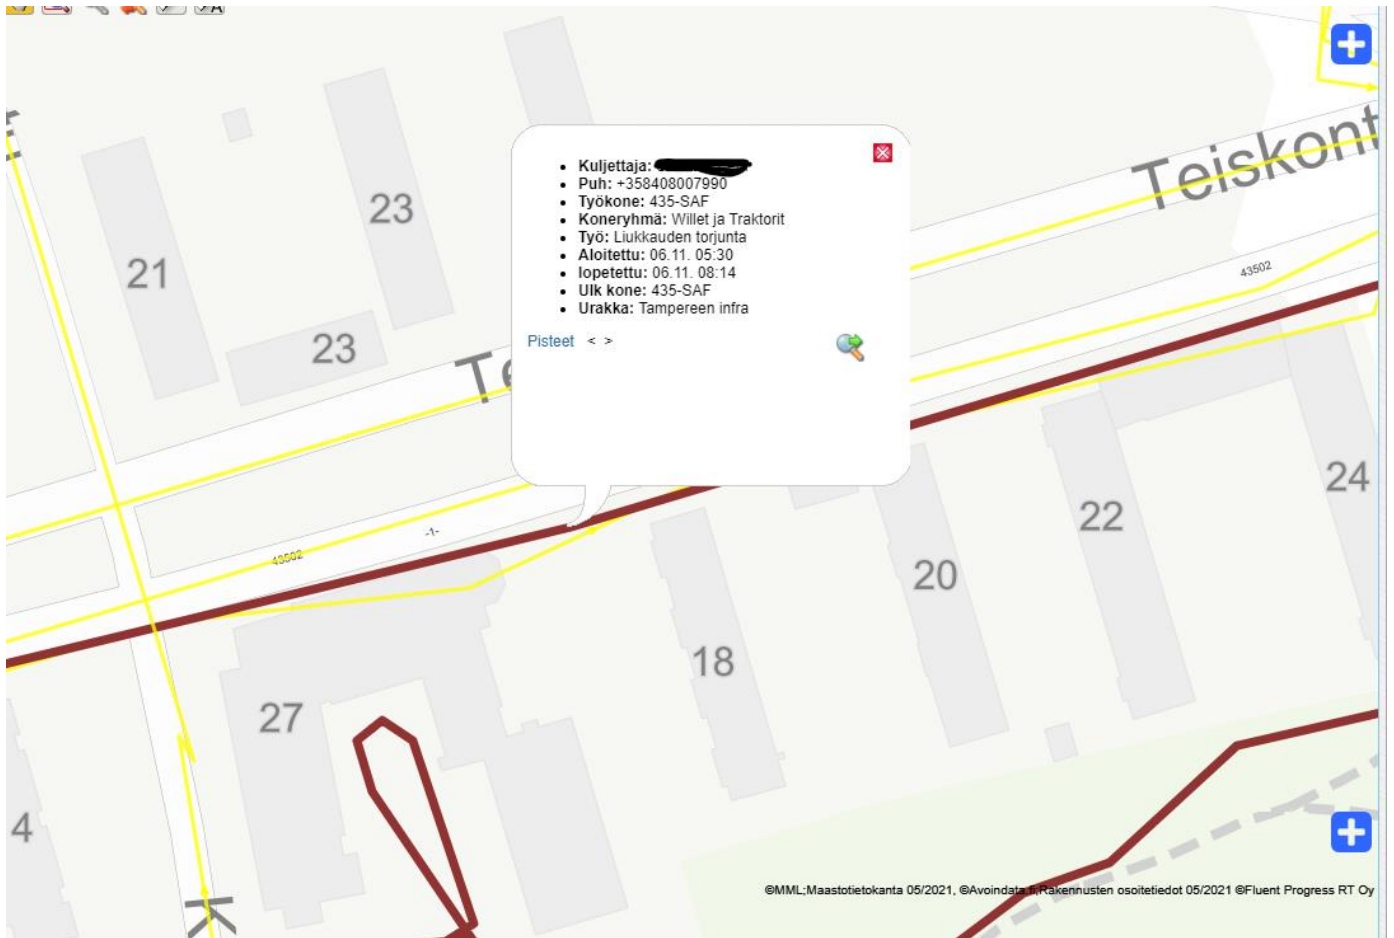 Teiskont
• Kuljettaja:
• Puh: +358408007990
• Työkone: 435-SAF
• Koneryhmä: Willet ja Traktorit
• Työ: Liukkauden torjunta
• Aloitettu: 06.11. 05:30
• lopetettu: 06.11. 08:14
• Ulk kone: 435-SAF
• Urakka: Tampereen infra
Pisteet < >
23
21
23
Te
43502
24
22
-1-
43502
20
18
27
4
K
©MML;Maastotietokanta 05/2021, ©Avoindata.fi;Rakennusten osoitetiedot 05/2021 ©Fluent Progress RT Oy